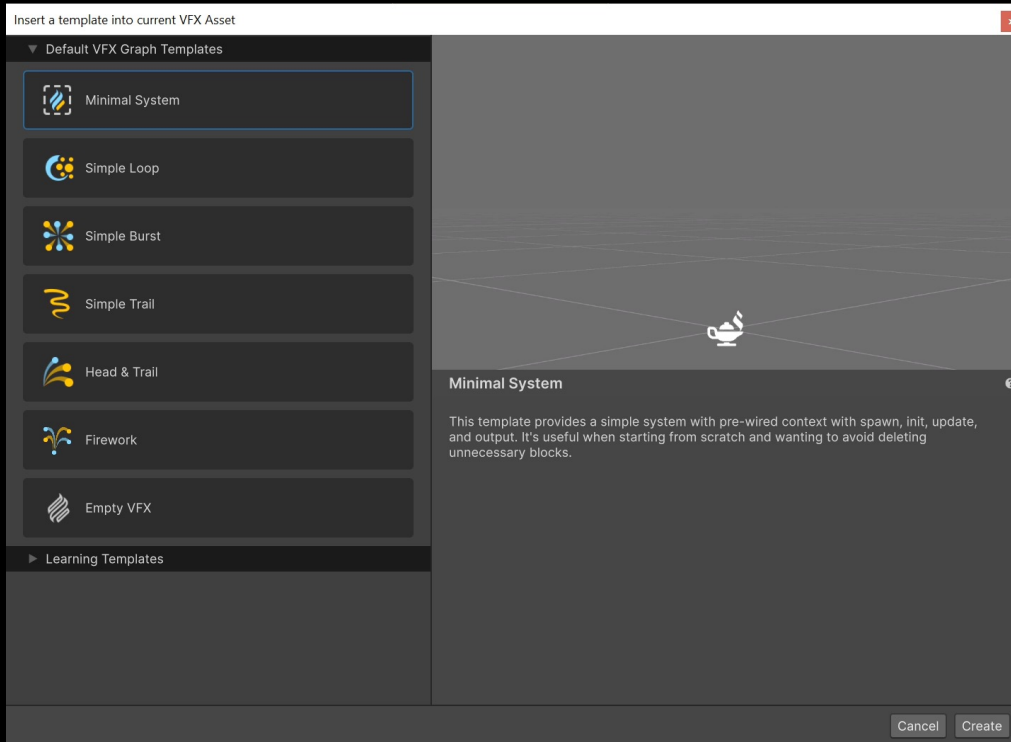 Insert a template into current VFX Asset
Default VFX Graph Templates
Minimal System
Simple Loop
Simple Burst
Simple Trail
Head & Trail
Firework
Empty VFX
Learning Templates
Minimal System
This template provides a simple system with pre-wired context with spawn, init, update,
and output. It's useful when starting from scratch and wanting to avoid deleting
unnecessary blocks.
Cancel
Create